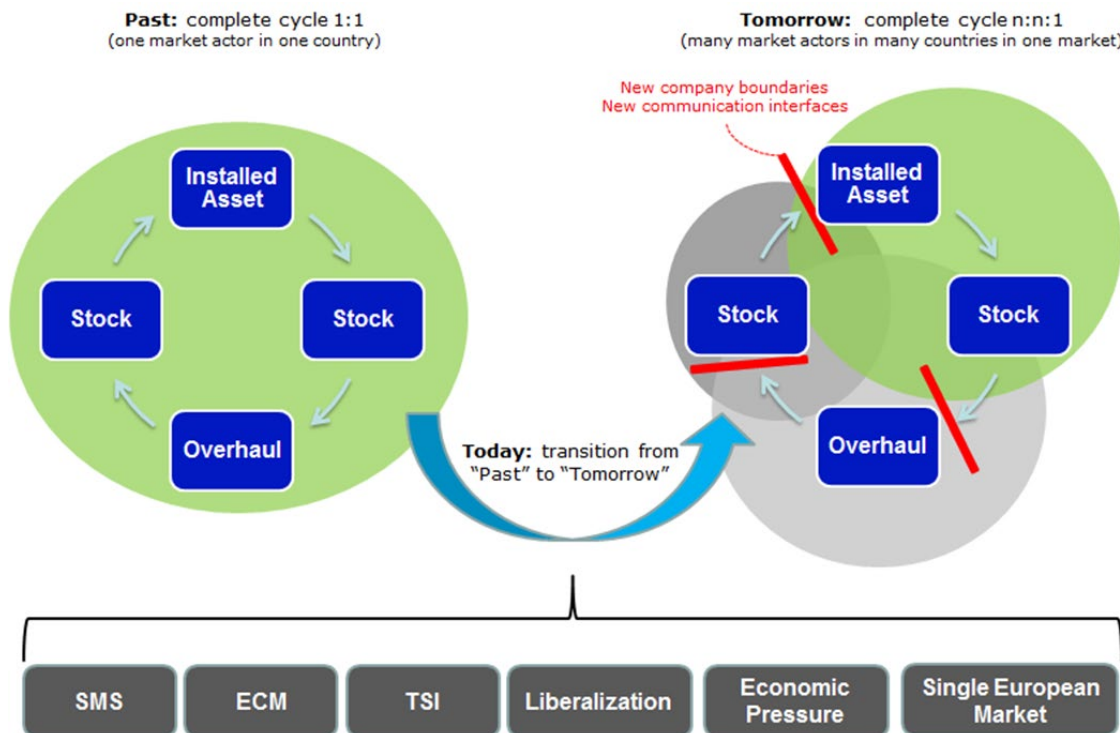 Past: complete cycle 1:1
(one market actor in one country)
Tomorrow: complete cycle n:n:1
(many market actors in many countries in one market)
New company boundaries
New communication interfaces
Installed
Asset
Stock
Stock
Overhaul
Installed
Asset
Stock
Stock
Overhaul
Today: transition from
“Past” to “Tomorrow”
SMS
ECM
TSI
Liberalization
Economic
Pressure
Single European
Market